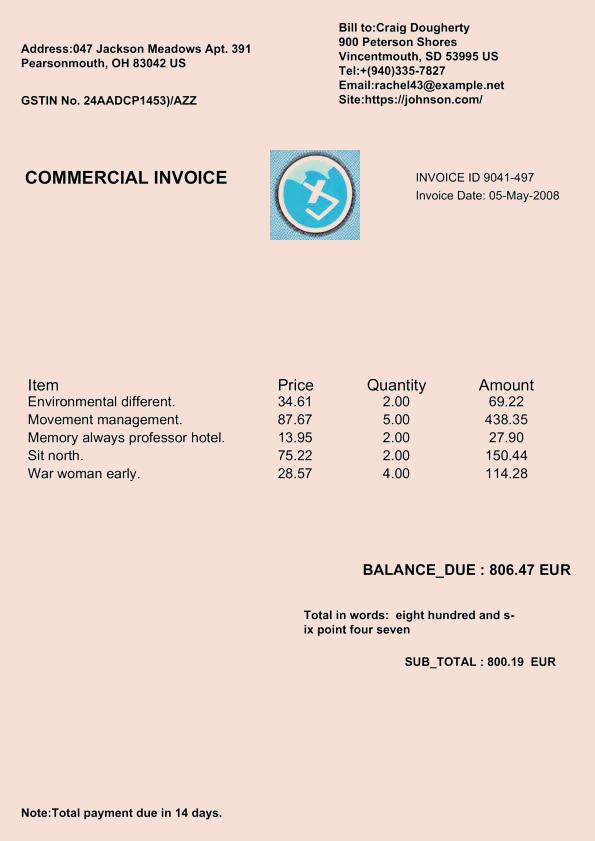 Address:047 Jackson Meadows Apt. 391
Pearsonmouth, OH 83042 US
GSTIN No. 24AADCP1453)/AZZ
Bill to:Craig Dougherty
900 Peterson Shores
Vincentmouth, SD 53995 US
Tel:+(940)335-7827
Email:rachel43@example.net
Site:https://johnson.com/
COMMERCIAL INVOICE
INVOICE ID 9041-497
Invoice Date: 05-May-2008
Item Price Quantity Amount
Environmental different. 34.61 2.00 69.22
Movement management. 87.67 5.00 438.35
Memory always professor hotel. 13.95 2.00 27.90
Sit north. 75.22 2.00 150.44
War woman early. 28.57 4.00 114.28
BALANCE_DUE : 806.47 EUR
Total in words: eight hundred and s-
ix point four seven
SUB_TOTAL : 800.19 EUR
Note:Total payment due in 14 days.